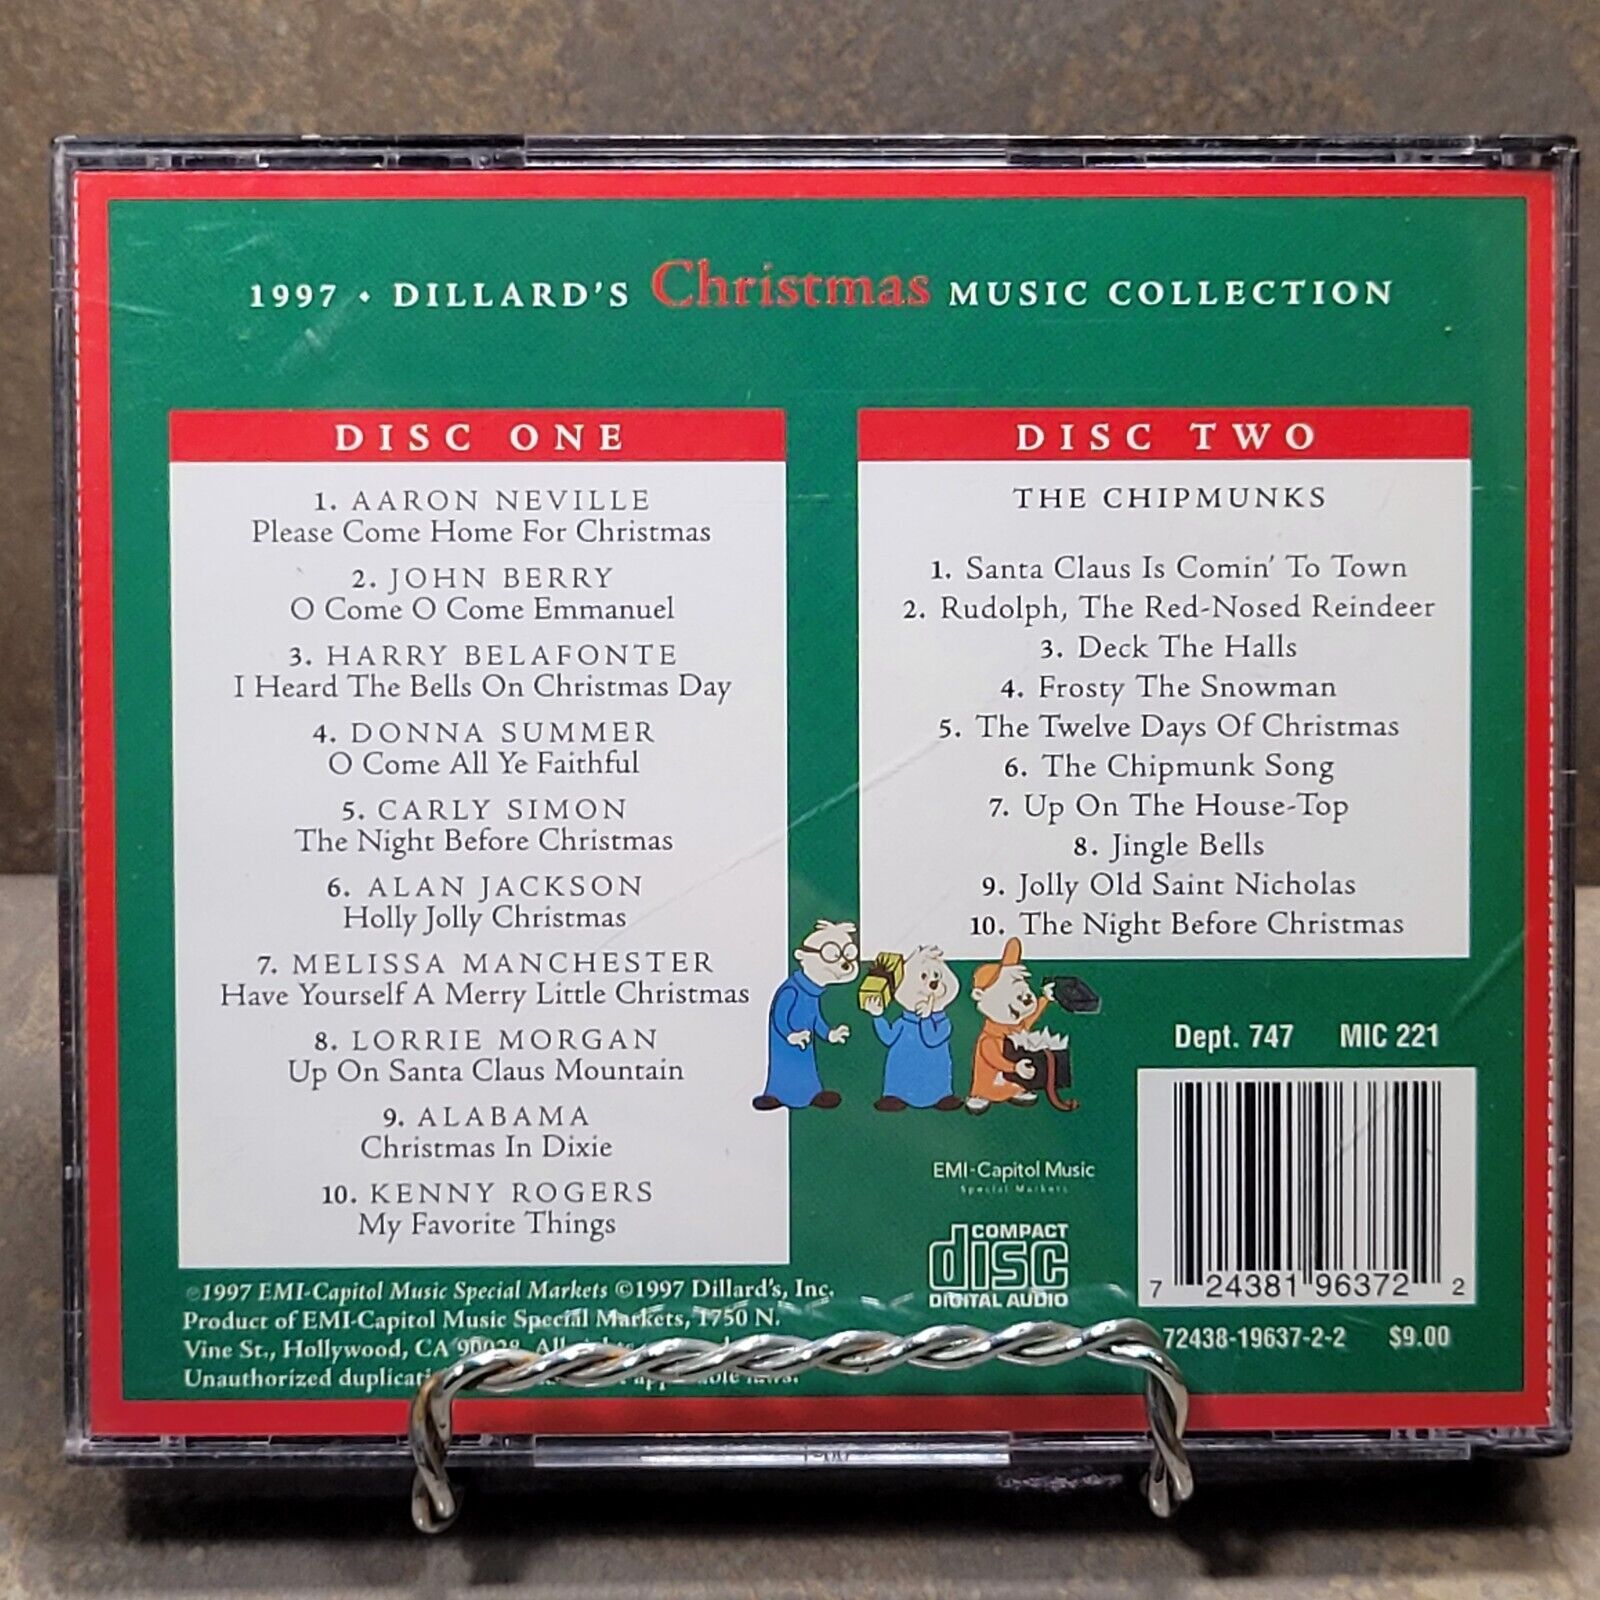 1997 • DILLARD'S Christmas MUSIC COLLECTION
DISC ONE
1. AARON NEVILLE
Please Come Home For Christmas
2. JOHN BERRY
O Come O Come Emmanuel
3. HARRY BELAFONTE
I Heard The Bells On Christmas Day
4. DONNA SUMMER
O Come All Ye Faithful
5. CARLY SIMON
The Night Before Christmas
6. ALAN JACKSON
Holly Jolly Christmas
7. MELISSA MANCHESTER
Have Yourself A Merry Little Christmas
8. LORRIE MORGAN
Up On Santa Claus Mountain
9. ALABAMA
Christmas In Dixie
10. KENNY ROGERS
My Favorite Things
DISC TWO
THE CHIPMUNKS
1. Santa Claus Is Comin' To Town
2. Rudolph, The Red-Nosed Reindeer
3. Deck The Halls
4. Frosty The Snowman
5. The Twelve Days Of Christmas
6. The Chipmunk Song
7. Up On The House-Top
8. Jingle Bells
9. Jolly Old Saint Nicholas
10. The Night Before Christmas
Dept. 747 MIC 221
EMI-Capitol Music
Special Markets
COMPACT
disc
DIGITAL AUDIO
7 24381 96372 2
72438-19637-2-2 $9.00
℗1997 EMI-Capitol Music Special Markets ©1997 Dillard's, Inc.
Product of EMI-Capitol Music Special Markets, 1750 N.
Vine St., Hollywood, CA 90028. All rights
Unauthorized applicable laws.